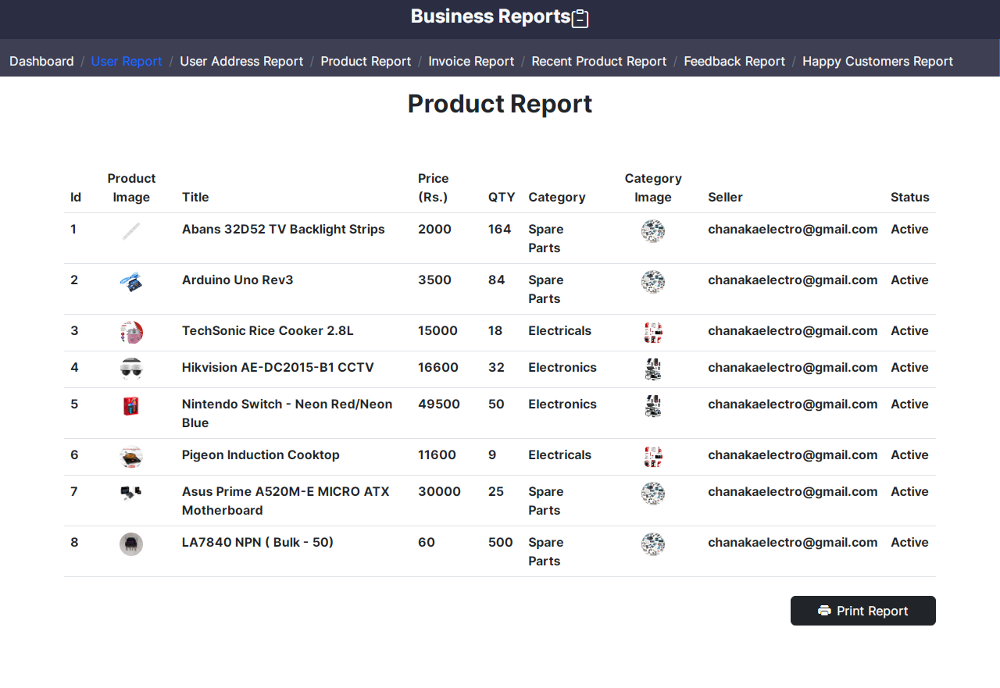 Business Reports
Dashboard / User Report / User Address Report / Product Report / Invoice Report / Recent Product Report / Feedback Report / Happy Customers Report
Product Report
Id Product Image Title Price (Rs.) QTY Category Category Image Seller Status
1 Abans 32D52 TV Backlight Strips 2000 164 Spare Parts chanakaelectro@gmail.com Active
2 Arduino Uno Rev3 3500 84 Spare Parts chanakaelectro@gmail.com Active
3 TechSonic Rice Cooker 2.8L 15000 18 Electricals chanakaelectro@gmail.com Active
4 Hikvision AE-DC2015-B1 CCTV 16600 32 Electronics chanakaelectro@gmail.com Active
5 Nintendo Switch - Neon Red/Neon Blue 49500 50 Electronics chanakaelectro@gmail.com Active
6 Pigeon Induction Cooktop 11600 9 Electricals chanakaelectro@gmail.com Active
7 Asus Prime A520M-E MICRO ATX Motherboard 30000 25 Spare Parts chanakaelectro@gmail.com Active
8 LA7840 NPN ( Bulk - 50) 60 500 Spare Parts chanakaelectro@gmail.com Active
Print Report